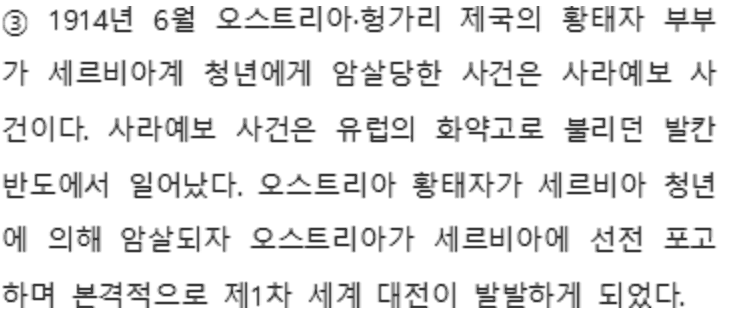 ③ 1914년 6월 오스트리아·헝가리 제국의 황태자 부부
가 세르비아계 청년에게 암살당한 사건은 사라예보 사
건이다. 사라예보 사건은 유럽의 화약고로 불리던 발칸
반도에서 일어났다. 오스트리아 황태자가 세르비아 청년
에 의해 암살되자 오스트리아가 세르비아에 선전 포고
하며 본격적으로 제1차 세계 대전이 발발하게 되었다.